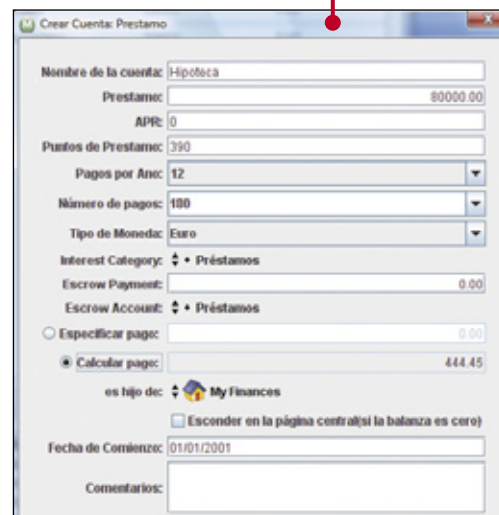 Crear Cuenta: Prestamo
Nombre de la cuenta: Hipoteca
Prestamo: 80000.00
APR: 0
Puntos de Prestamo: 390
Pagos por Ano: 12
Número de pagos: 180
Tipo de Moneda: Euro
Interest Category: • Préstamos
Escrow Payment: 0.00
Escrow Account: • Préstamos
Especificar pago: 0.00
Calcular pago: 444.45
es hijo de: My Finances
Esconder en la página central(si la balanza es cero)
Fecha de Comienzo: 01/01/2001
Comentarios: